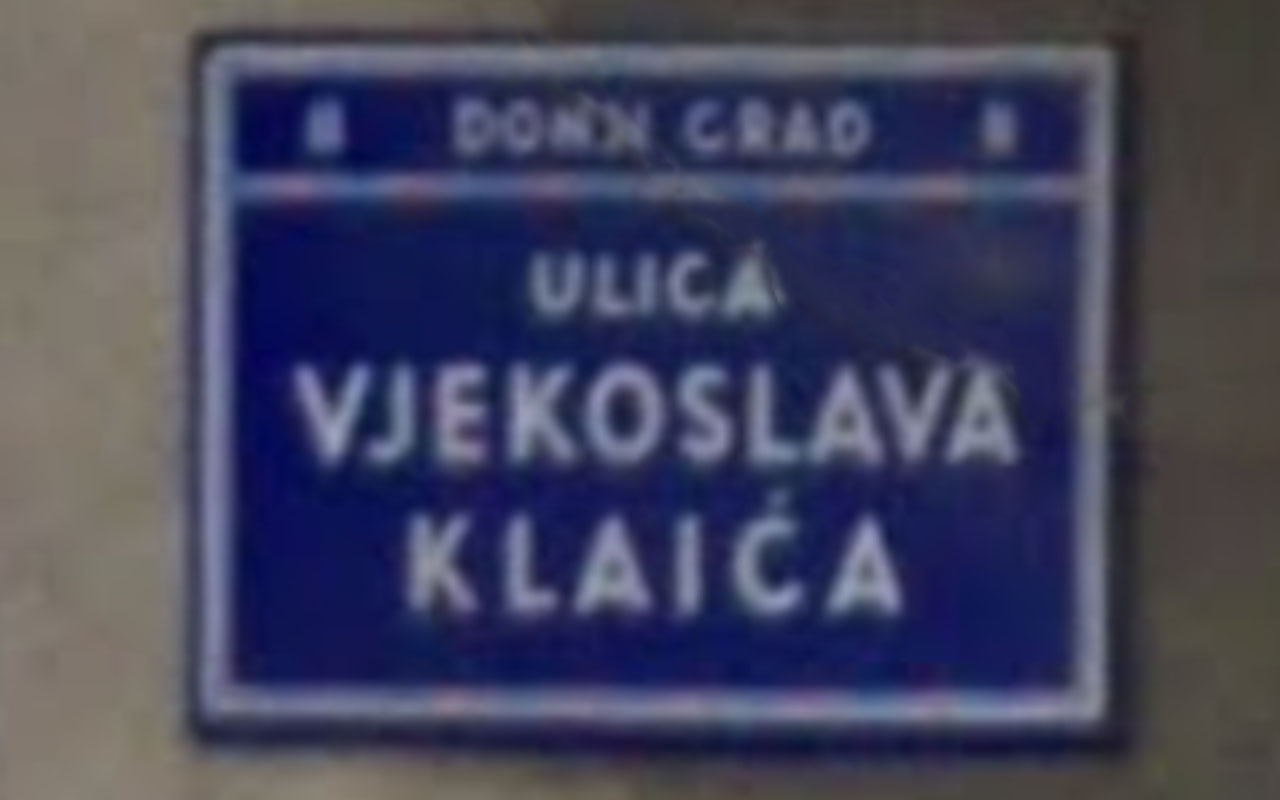 DONJI GRAD
ULICA
VJEKOSLAVA
KLAIĆA